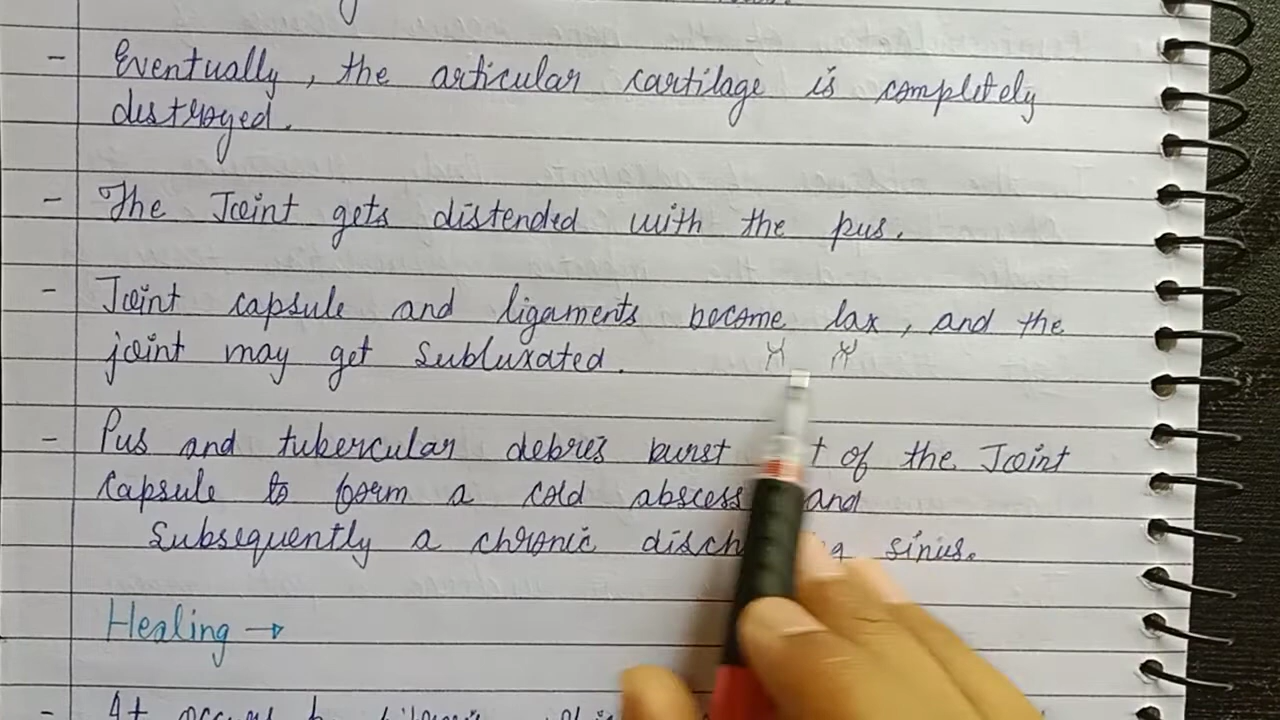 - Eventually, the articular cartilage is completely
destroyed.
- The Joint gets distended with the pus.
- Joint capsule and ligaments become lax, and the
joint may get Subluxated.
- Pus and tubercular debres burst of the Joint
Capsule to form a cold abscess and
Subsequently a chronic sinus.
Healing →